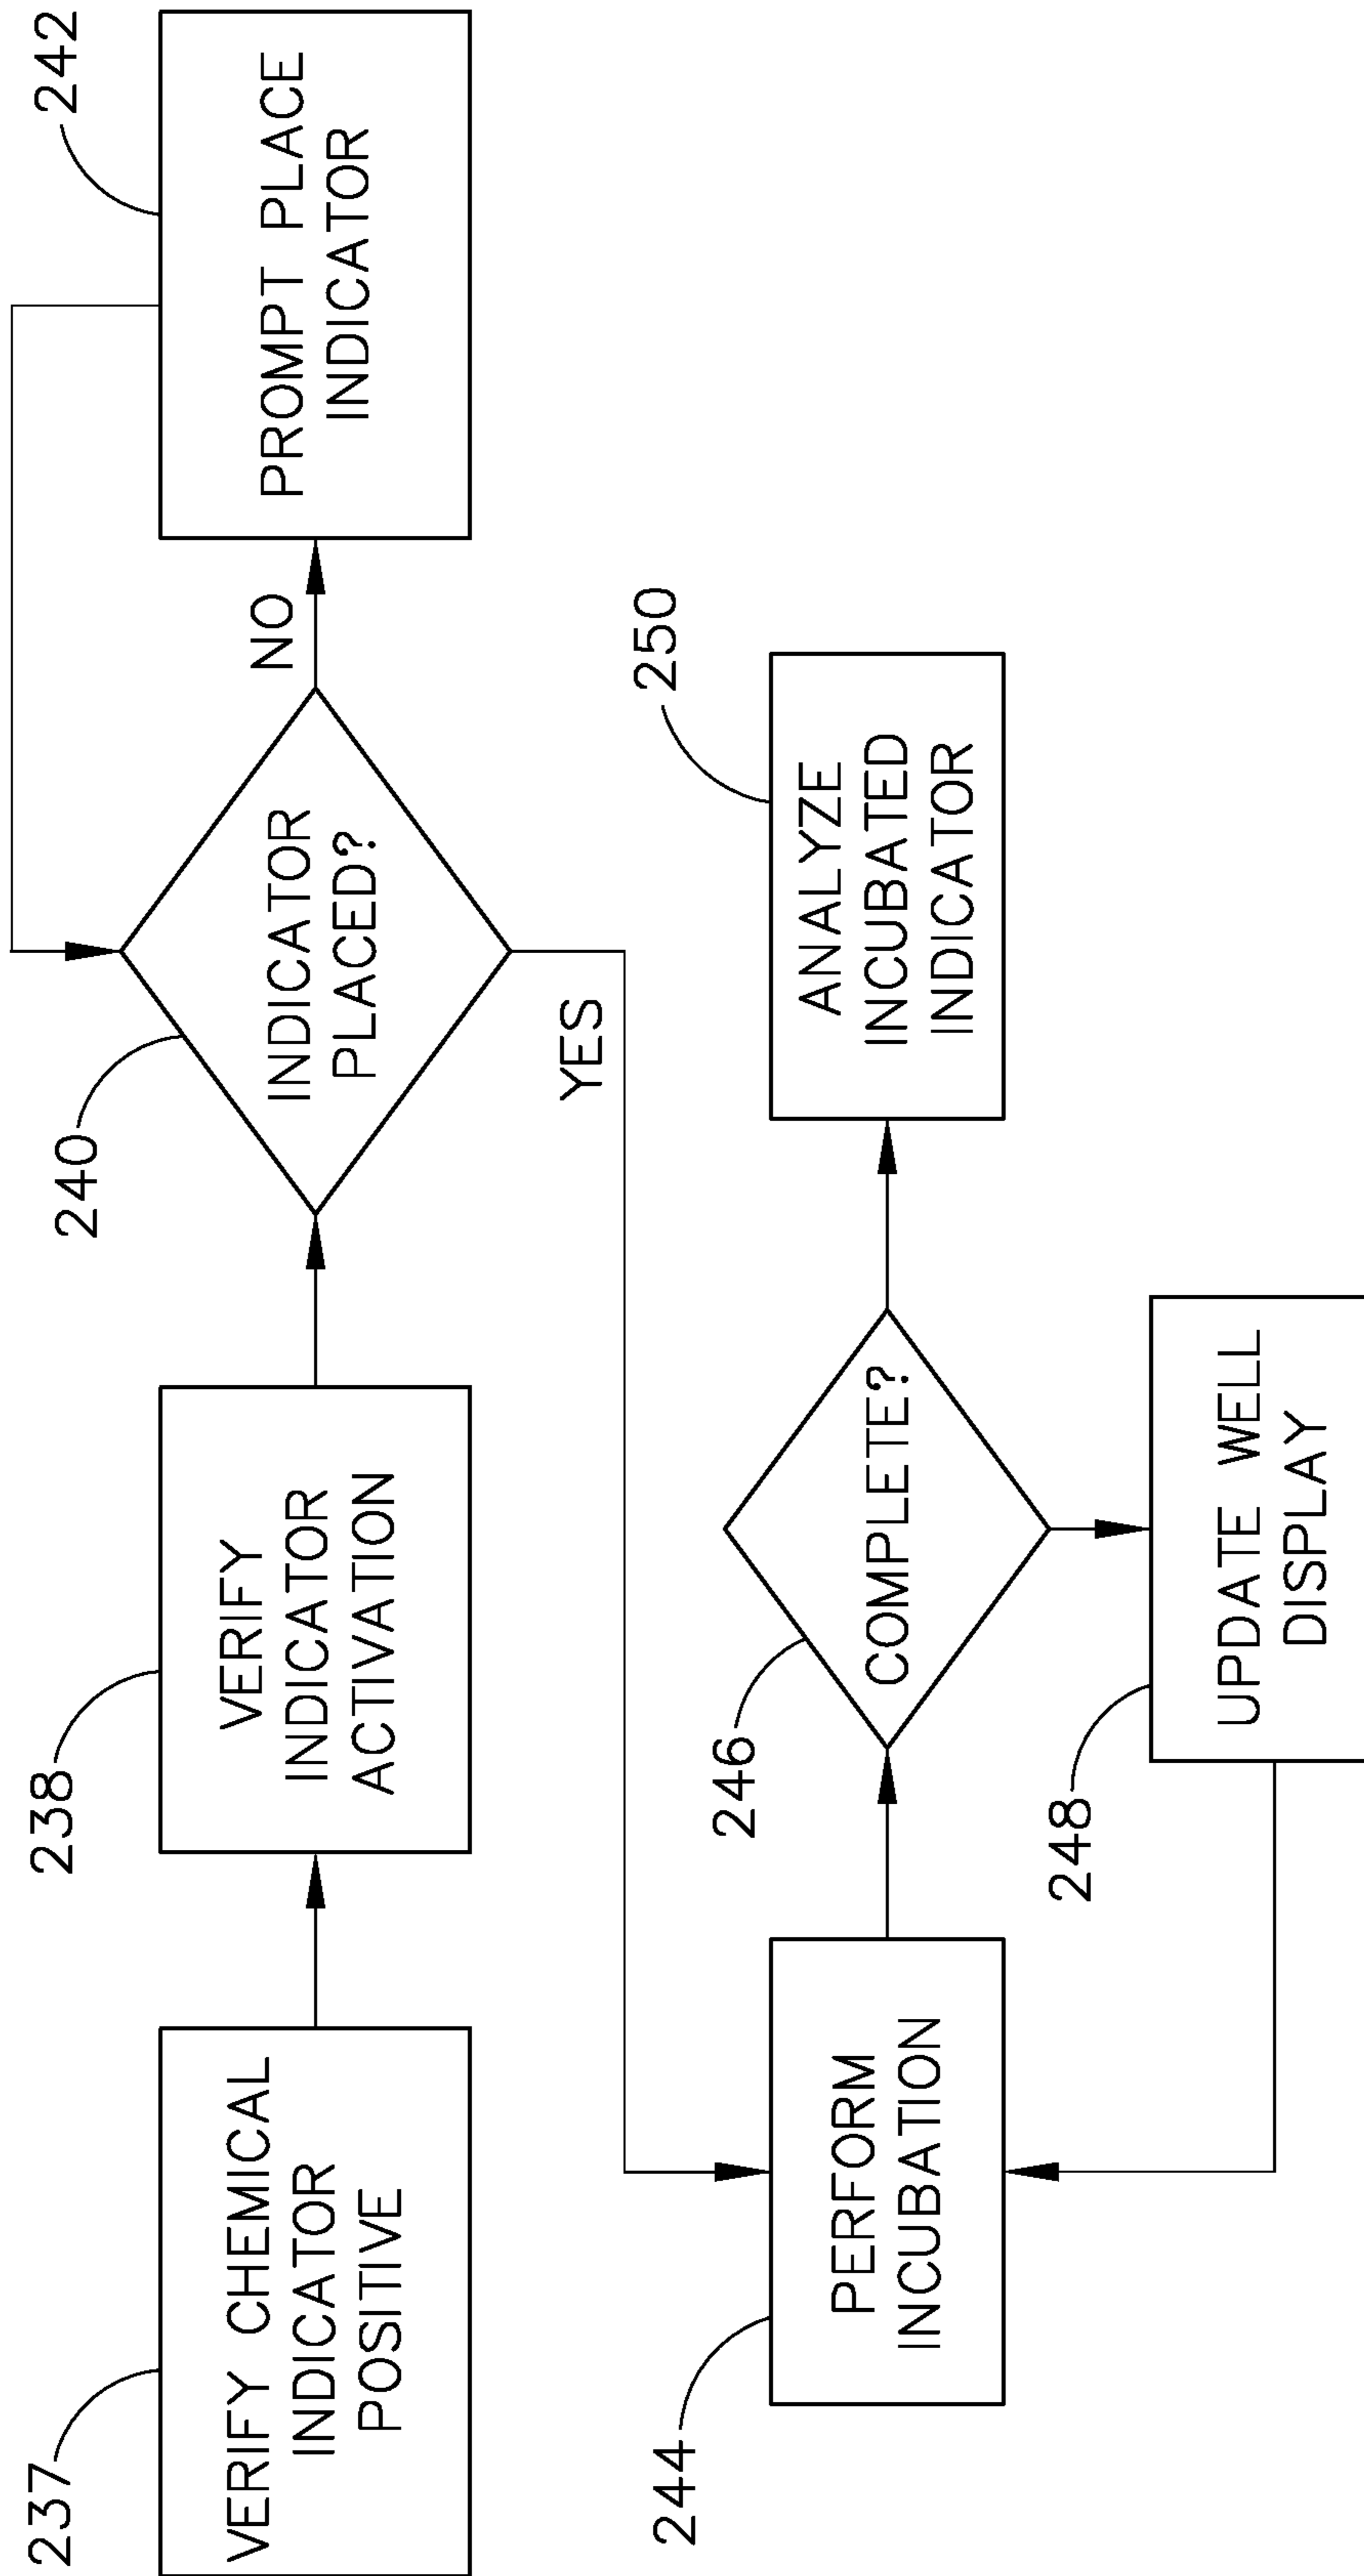 237
VERIFY CHEMICAL
INDICATOR
POSITIVE
238
VERIFY
INDICATOR
ACTIVATION
240
INDICATOR
PLACED?
NO
242
PROMPT PLACE
INDICATOR
YES
244
PERFORM
INCUBATION
246
COMPLETE?
248
UPDATE WELL
DISPLAY
250
ANALYZE
INCUBATED
INDICATOR